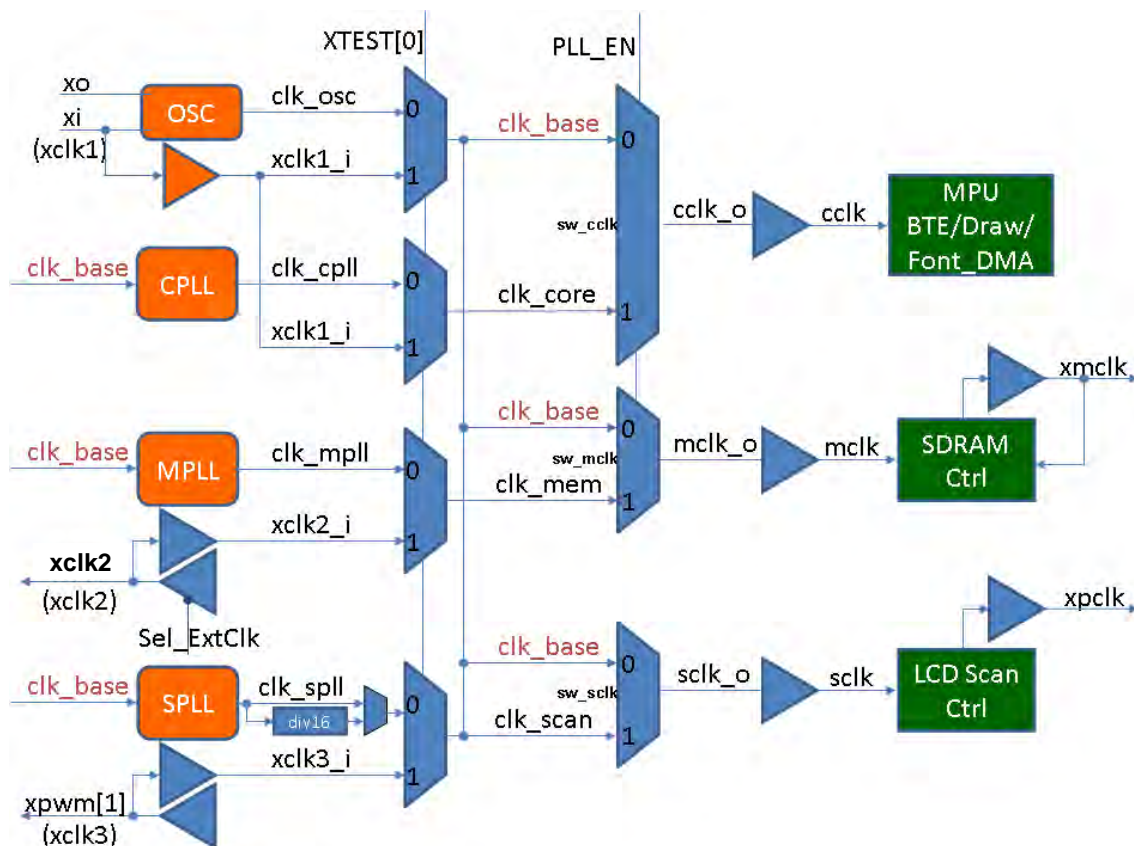 XTEST[0]
PLL_EN
xo
xi
(xclk1)
OSC
clk_osc
0
xclk1_i
1
clk_base
0
sw_cclk
cclk_o
cclk
MPU
BTE/Draw/
Font_DMA
clk_base
CPLL
clk_cpll
0
xclk1_i
1
clk_core
1
clk_base
MPLL
clk_mpll
0
xclk2_i
1
clk_base
0
sw_mclk
clk_mem
1
mclk_o
mclk
SDRAM
Ctrl
xmclk
xclk2
(xclk2)
Sel_ExtClk
clk_base
SPLL
clk_spll
div16
0
xclk3_i
1
clk_base
0
sw_sclk
clk_scan
1
sclk_o
sclk
LCD Scan
Ctrl
xpclk
xpwm[1]
(xclk3)